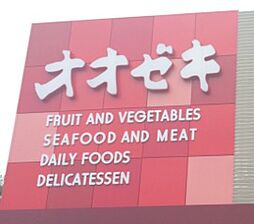 オオゼキ
FRUIT AND VEGETABLES
SEAFOOD AND MEAT
DAILY FOODS
DELICATESSEN